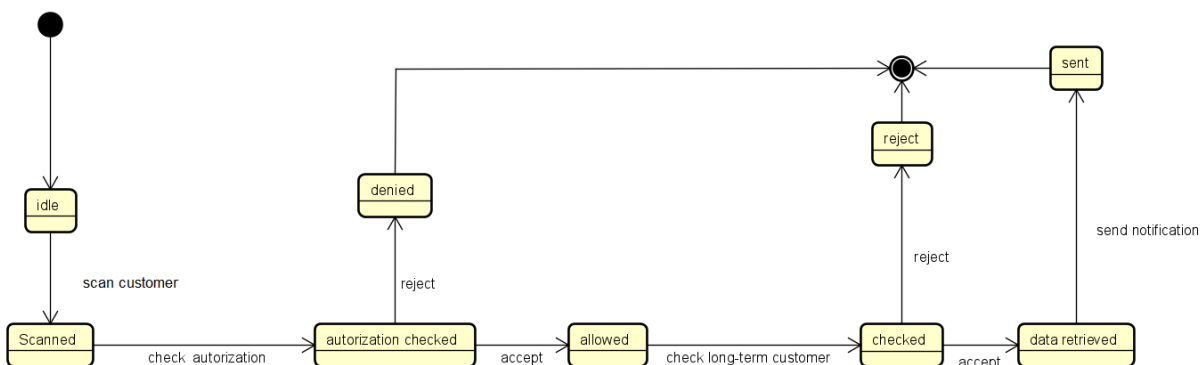 sent
reject
denied
idle
send notification
reject
scan customer
reject
Scanned
check autorization
autorization checked
accept
allowed
check long-term customer
checked
accept
data retrieved